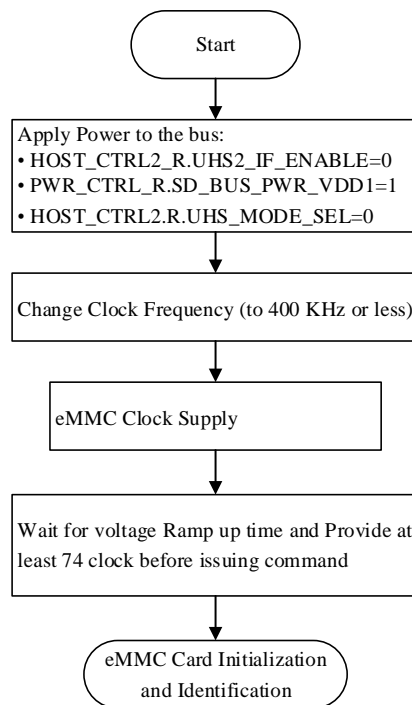 Start
Apply Power to the bus:
• HOST_CTRL2_R.UHS2_IF_ENABLE=0
• PWR_CTRL_R.SD_BUS_PWR_VDD1=1
• HOST_CTRL2.R.UHS_MODE_SEL=0
Change Clock Frequency (to 400 KHz or less)
eMMC Clock Supply
Wait for voltage Ramp up time and Provide at
least 74 clock before issuing command
eMMC Card Initialization
and Identification